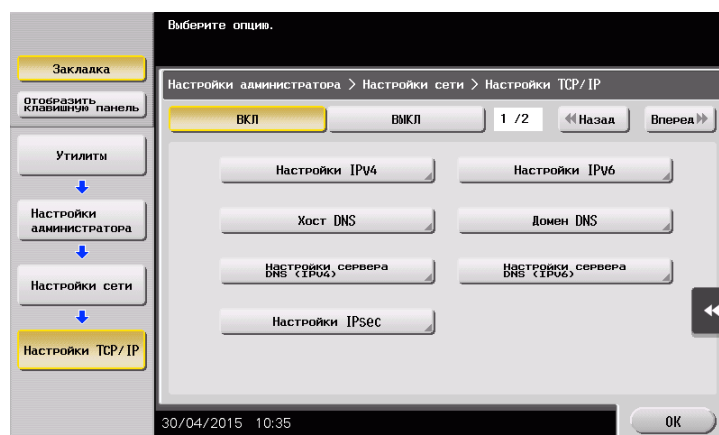 Выберите опцию.
Закладка
Отобразить
клавишную панель
Утилиты
Настройки
администратора
Настройки сети
Настройки TCP/IP
Настройки администратора > Настройки сети > Настройки TCP/IP
ВКЛ
ВЫКЛ
1 /2
Назад
Вперед
Настройки IPv4
Настройки IPv6
Хост DNS
Домен DNS
Настройки сервера
DNS (IPv4)
Настройки сервера
DNS (IPv6)
Настройки IPsec
30/04/2015 10:35
OK